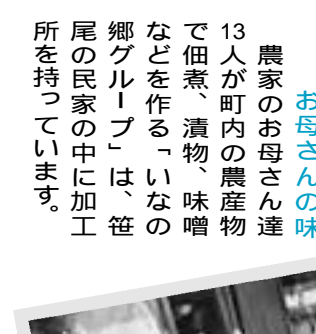 お母さんの味
農家のお母さん達
13人が町内の農産物
で佃煮、漬物、味噌
などを作る「いなの
郷グループ」は、笹
尾の民家の中に加工
所を持っています。